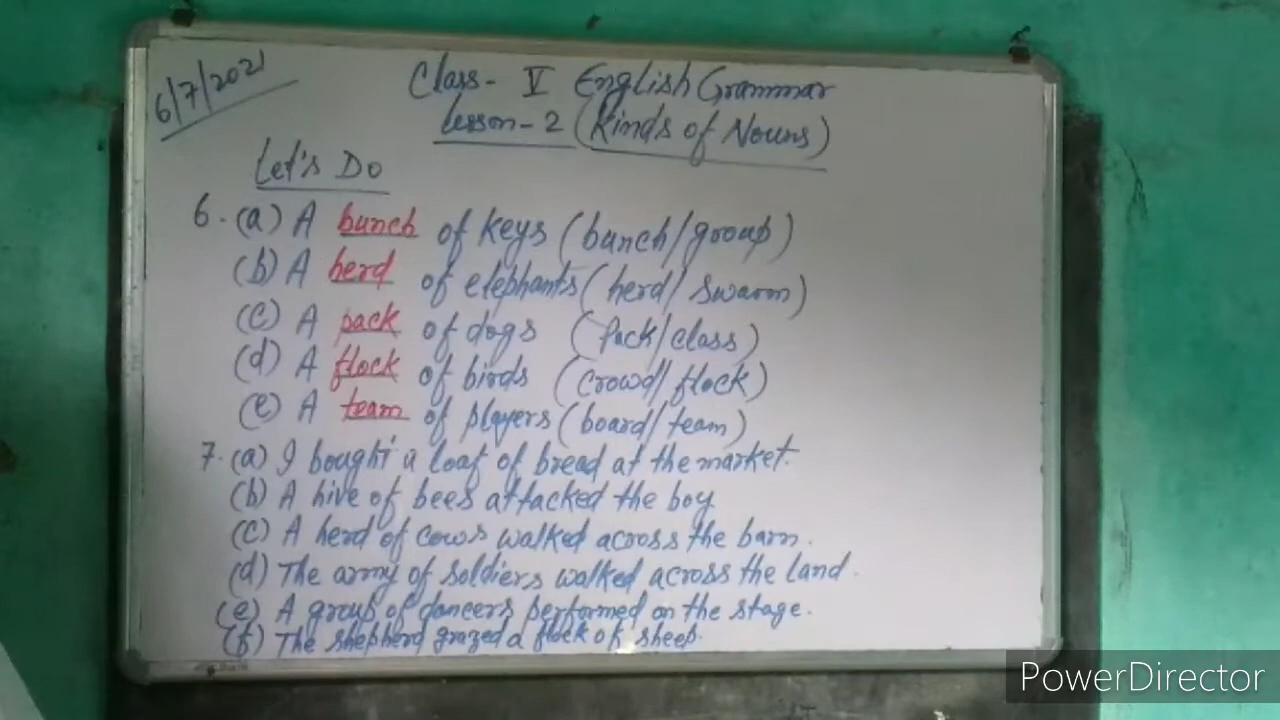 6/7/2021
Class- V English Grammar
Lesson-2 (Kinds of Nouns)
Let's Do
6. (a) A bunch of keys (bunch/group)
(b) A herd of elephants (herd/swarm)
(c) A pack of dogs (Pack/class)
(d) A flock of birds (crowd/flock)
(e) A team of players (board/team)
7. (a) I bought a loaf of bread at the market.
(b) A hive of bees attacked the boy
(c) A herd of cows walked across the barn.
(d) The army of soldiers walked across the land.
(e) A group of dancers performed on the stage.
(f) The shepherd grazed a flock of sheep.
PowerDirector